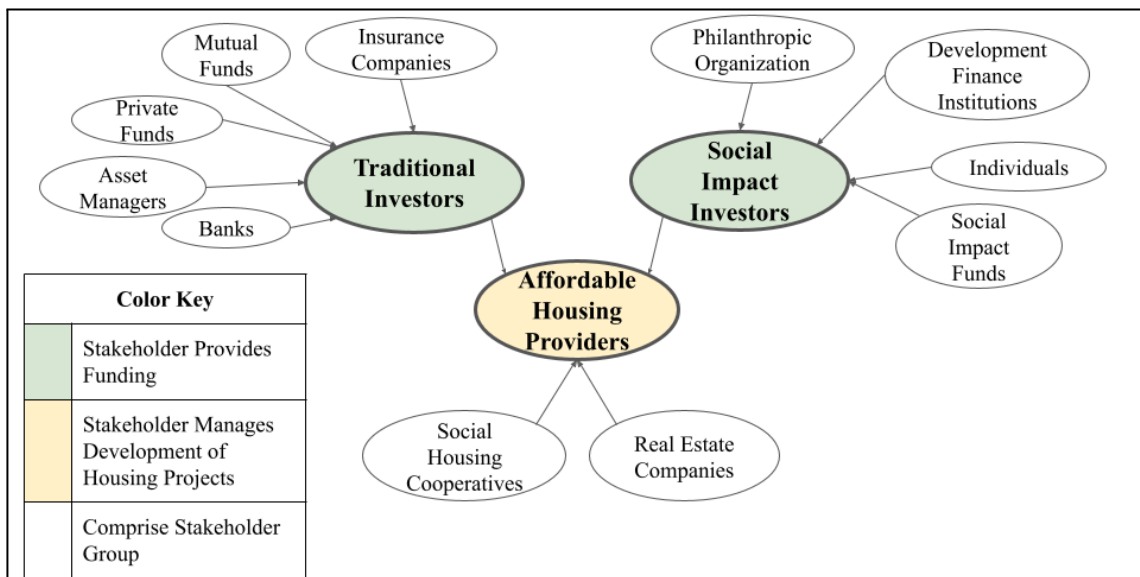 Mutual
Funds
Insurance
Companies
Philanthropic
Organization
Development
Finance
Institutions
Private
Funds
Traditional
Investors
Social
Impact
Investors
Asset
Managers
Individuals
Banks
Social
Impact
Funds
Affordable
Housing
Providers
Color Key
Stakeholder Provides
Funding
Stakeholder Manages
Development of
Housing Projects
Comprise Stakeholder
Group
Social
Housing
Cooperatives
Real Estate
Companies